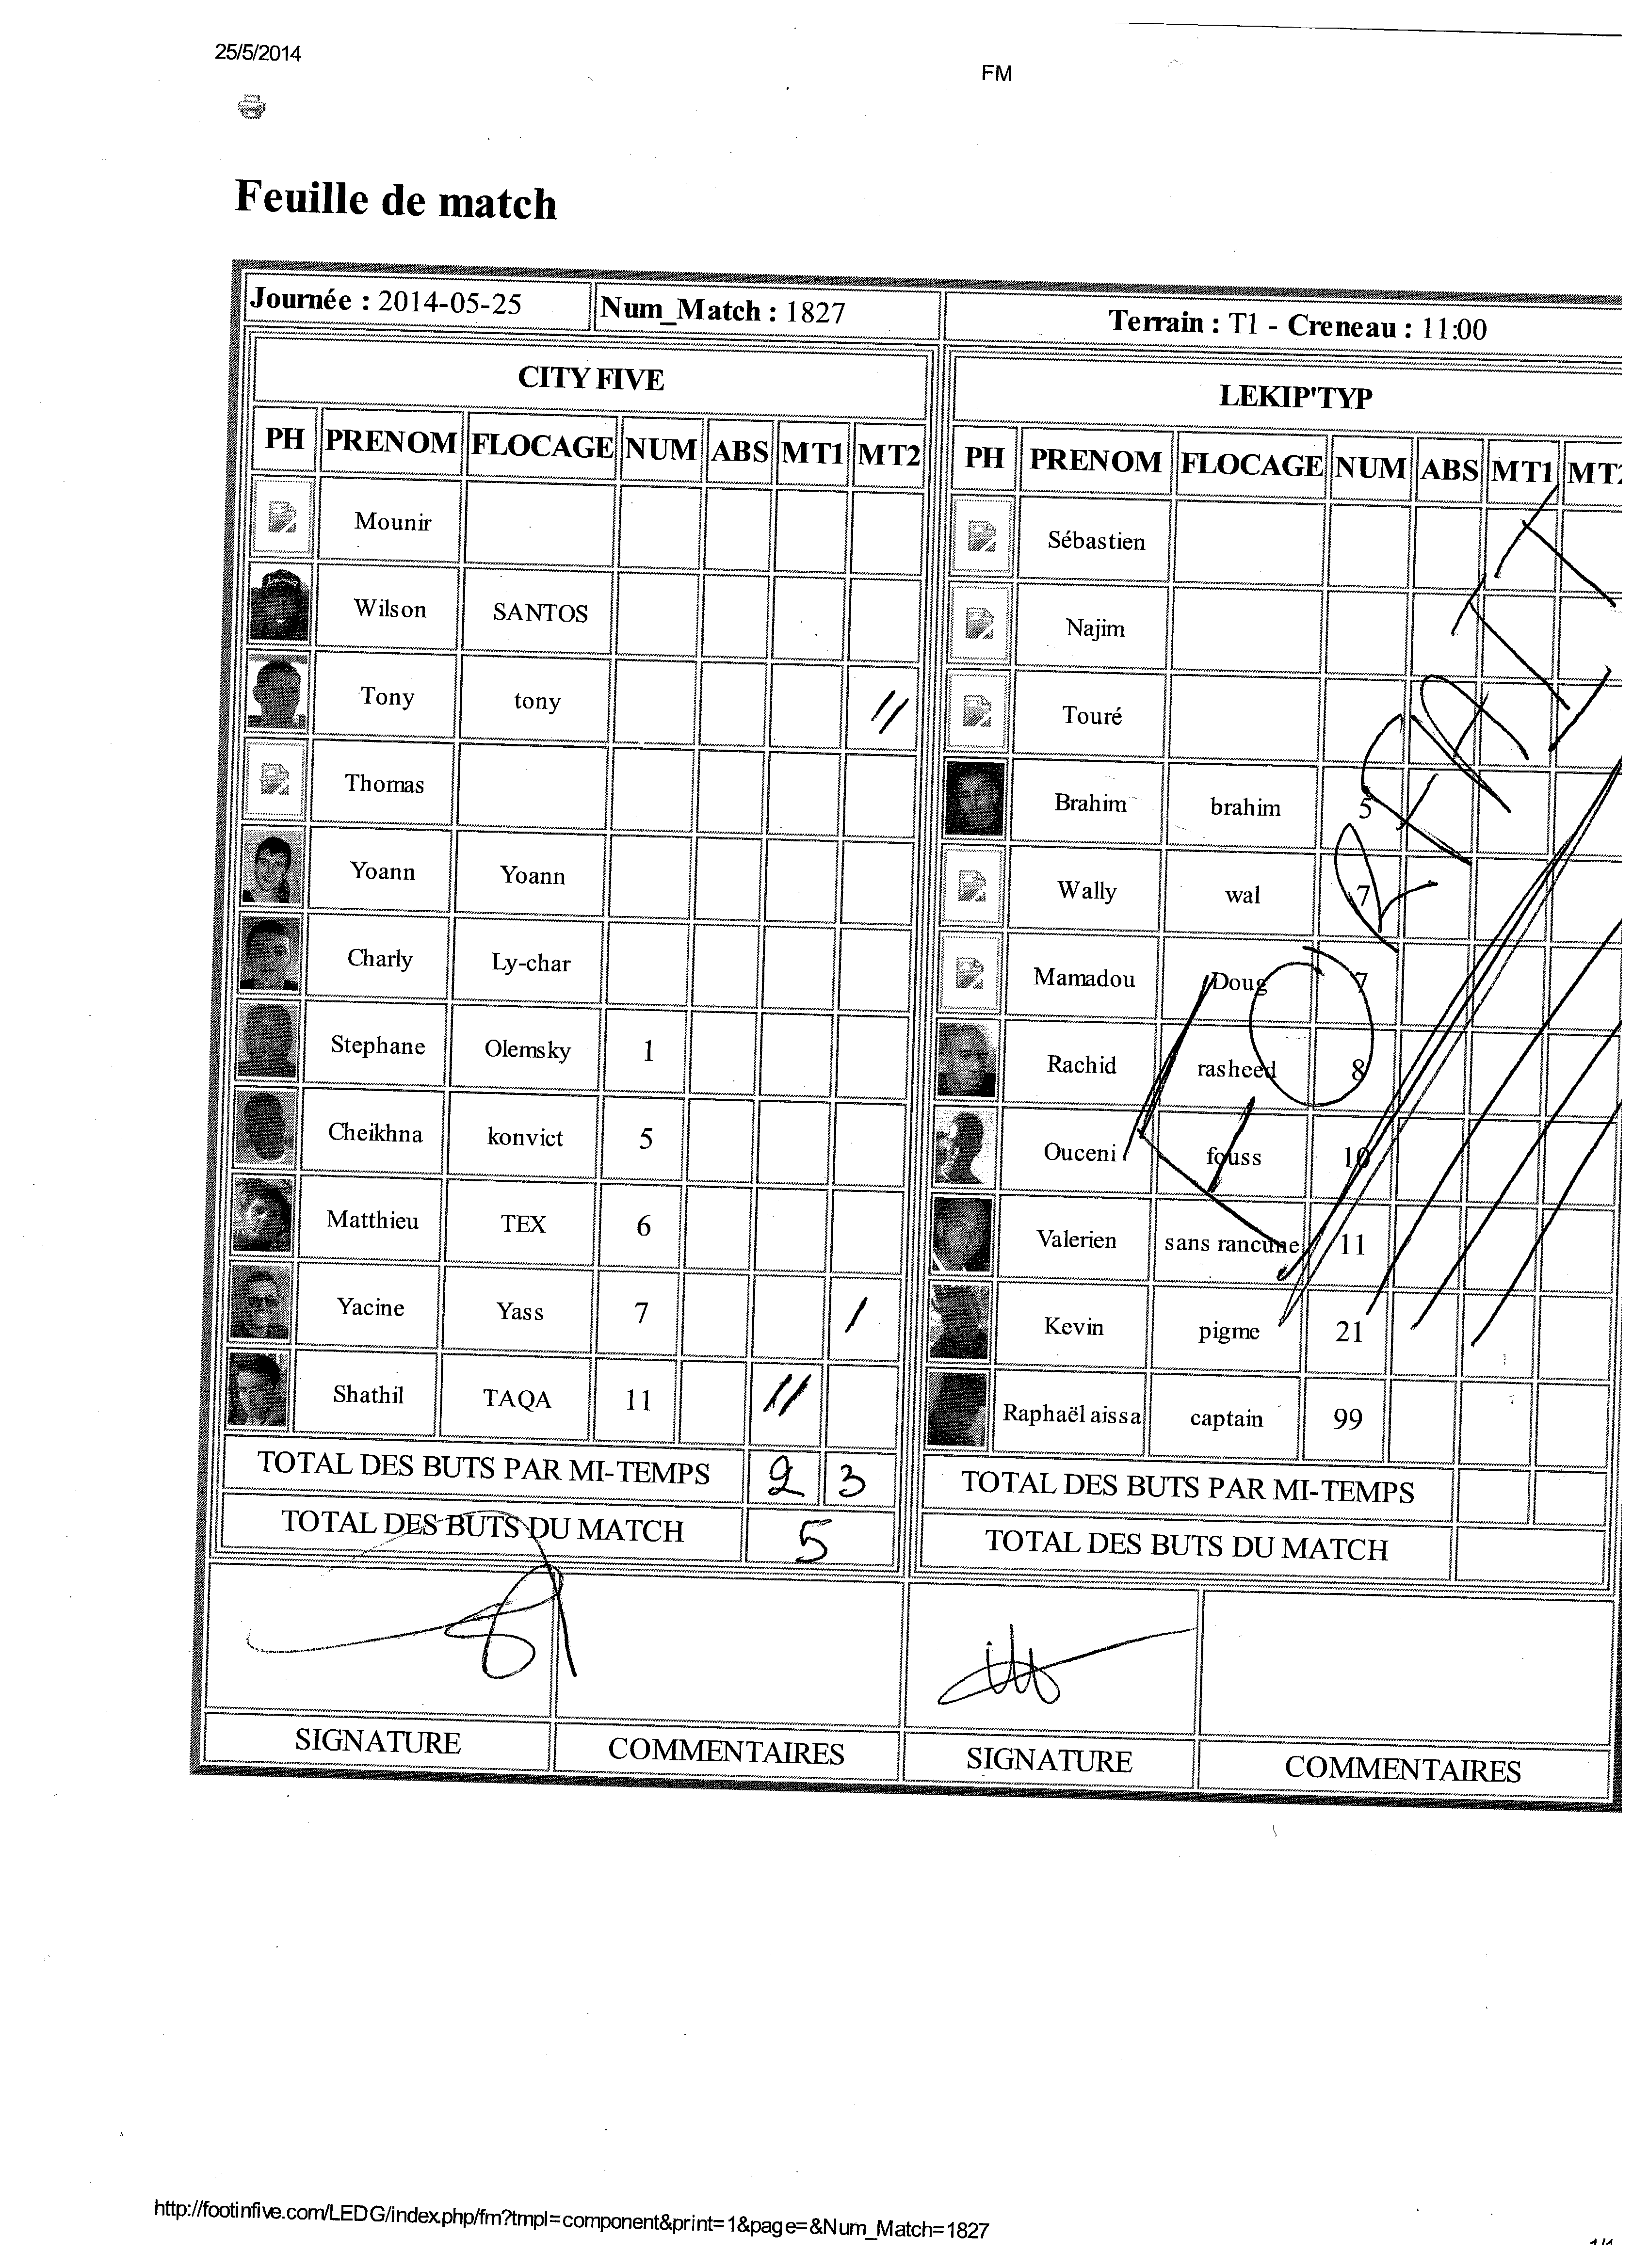 25/5/2014
FM
Feuille de match
Journée : 2014-05-25 Num_Match : 1827 Terrain : T1 - Creneau : 11:00
CITY FIVE LEKIP'TYP
PH PRENOM FLOCAGE NUM ABS MT1 MT2 PH PRENOM FLOCAGE NUM ABS MT1 MT2
Mounir Sébastien
Wilson SANTOS Najim
Tony tony // Touré
Thomas Brahim brahim 5
Yoann Yoann Wally wal 7
Charly Ly-char Mamadou Doug 7
Stephane Olemsky 1 Rachid rasheed 8
Cheikhna konvict 5 Ouceni fouss 10
Matthieu TEX 6 Valerien sans rancune 11
Yacine Yass 7 / Kevin pigme 21
Shathil TAQA 11 // Raphaël aissa captain 99
FORFAIT
TOTAL DES BUTS PAR MI-TEMPS 2 3 TOTAL DES BUTS PAR MI-TEMPS
TOTAL DES BUTS DU MATCH 5 TOTAL DES BUTS DU MATCH
SIGNATURE COMMENTAIRES SIGNATURE COMMENTAIRES
http://footinfive.com/LEDG/index.php/fm?tmpl=component&print=1&page=&Num_Match=1827